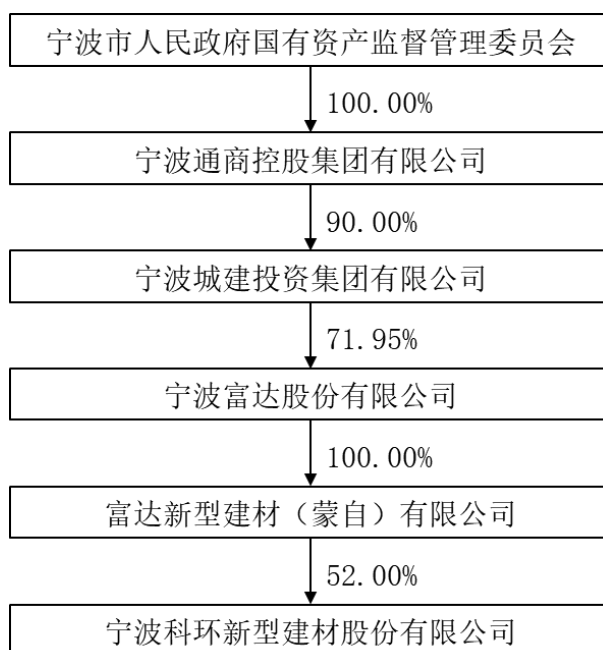 宁波市人民政府国有资产监督管理委员会
100.00%
宁波通商控股集团有限公司
90.00%
宁波城建投资集团有限公司
71.95%
宁波富达股份有限公司
100.00%
富达新型建材（蒙自）有限公司
52.00%
宁波科环新型建材股份有限公司